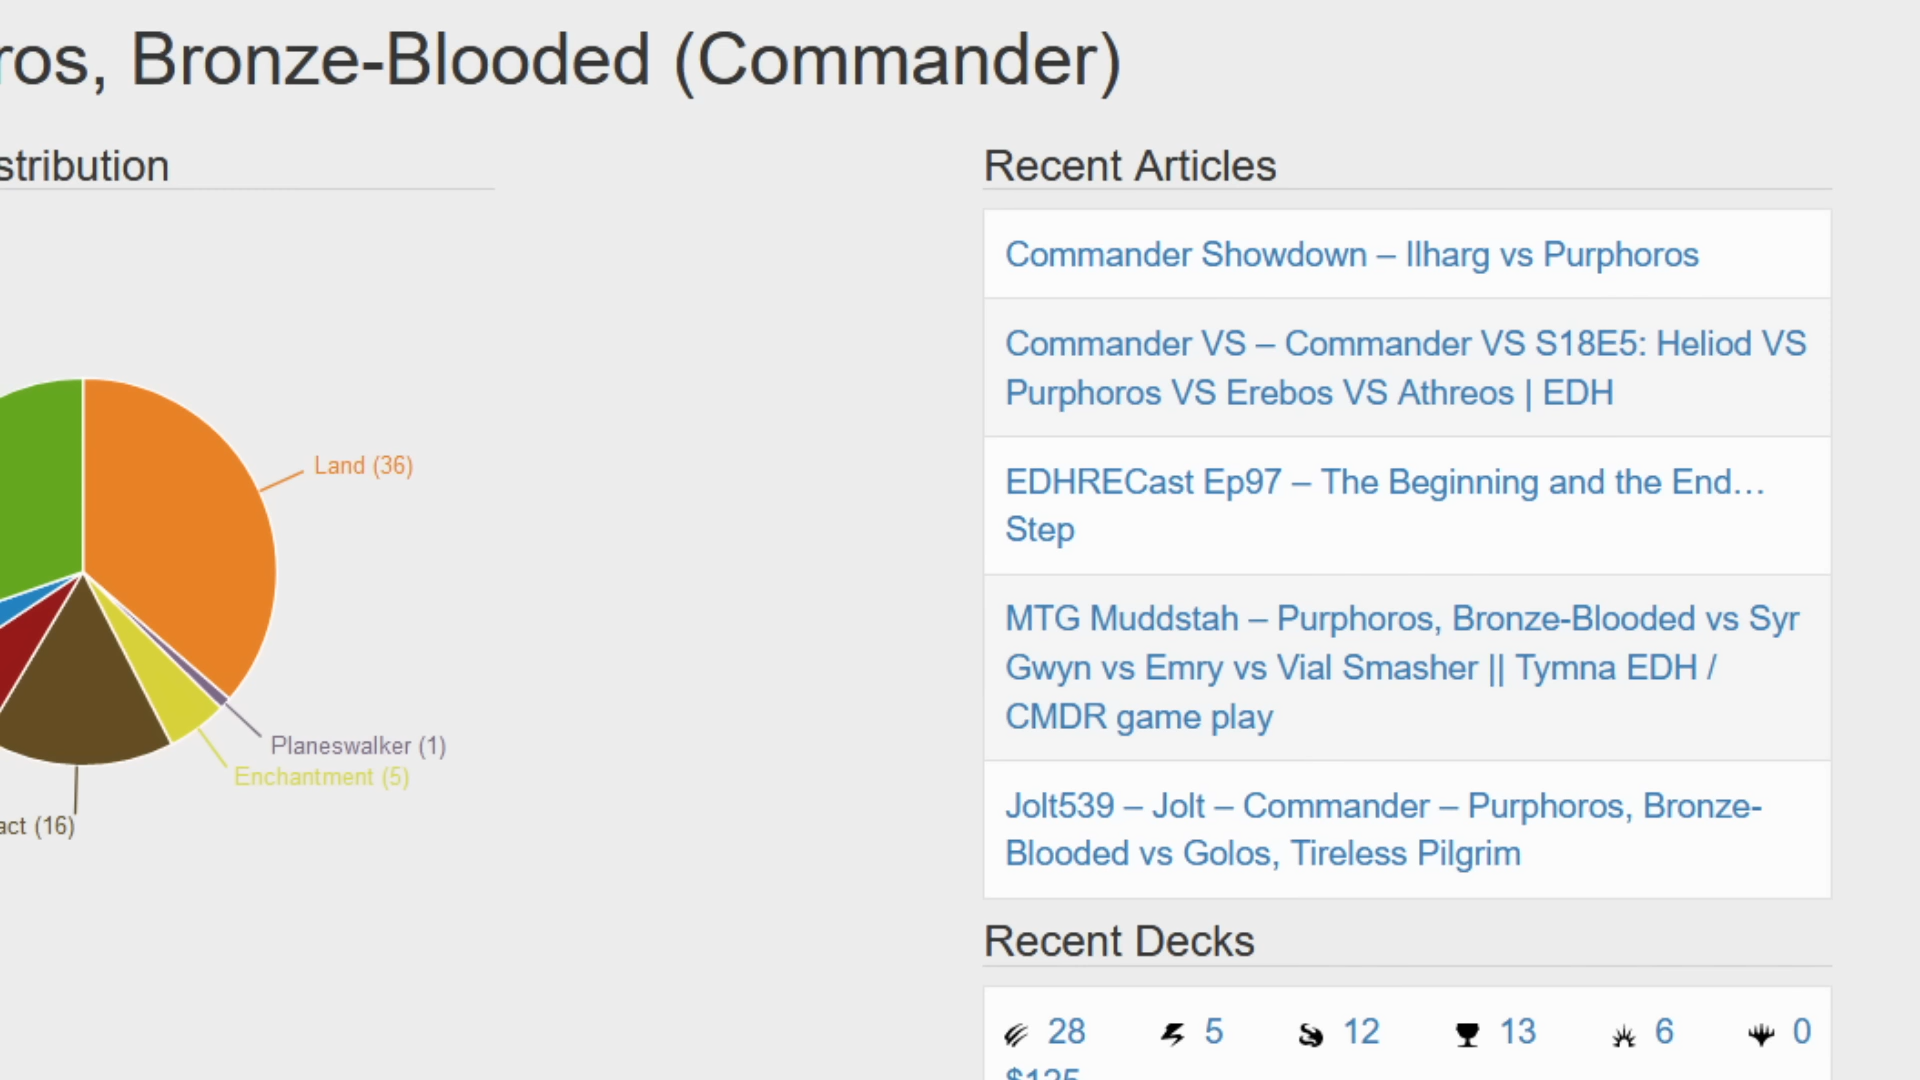 ros, Bronze-Blooded (Commander)
stribution
Land (36)
Planeswalker (1)
Enchantment (5)
act (16)
Recent Articles
Commander Showdown – Ilharg vs Purphoros
Commander VS – Commander VS S18E5: Heliod VS
Purphoros VS Erebos VS Athreos | EDH
EDHRECast Ep97 – The Beginning and the End…
Step
MTG Muddstah – Purphoros, Bronze-Blooded vs Syr
Gwyn vs Emry vs Vial Smasher || Tymna EDH /
CMDR game play
Jolt539 – Jolt – Commander – Purphoros, Bronze-
Blooded vs Golos, Tireless Pilgrim
Recent Decks
28 5 12 13 6 0
$125